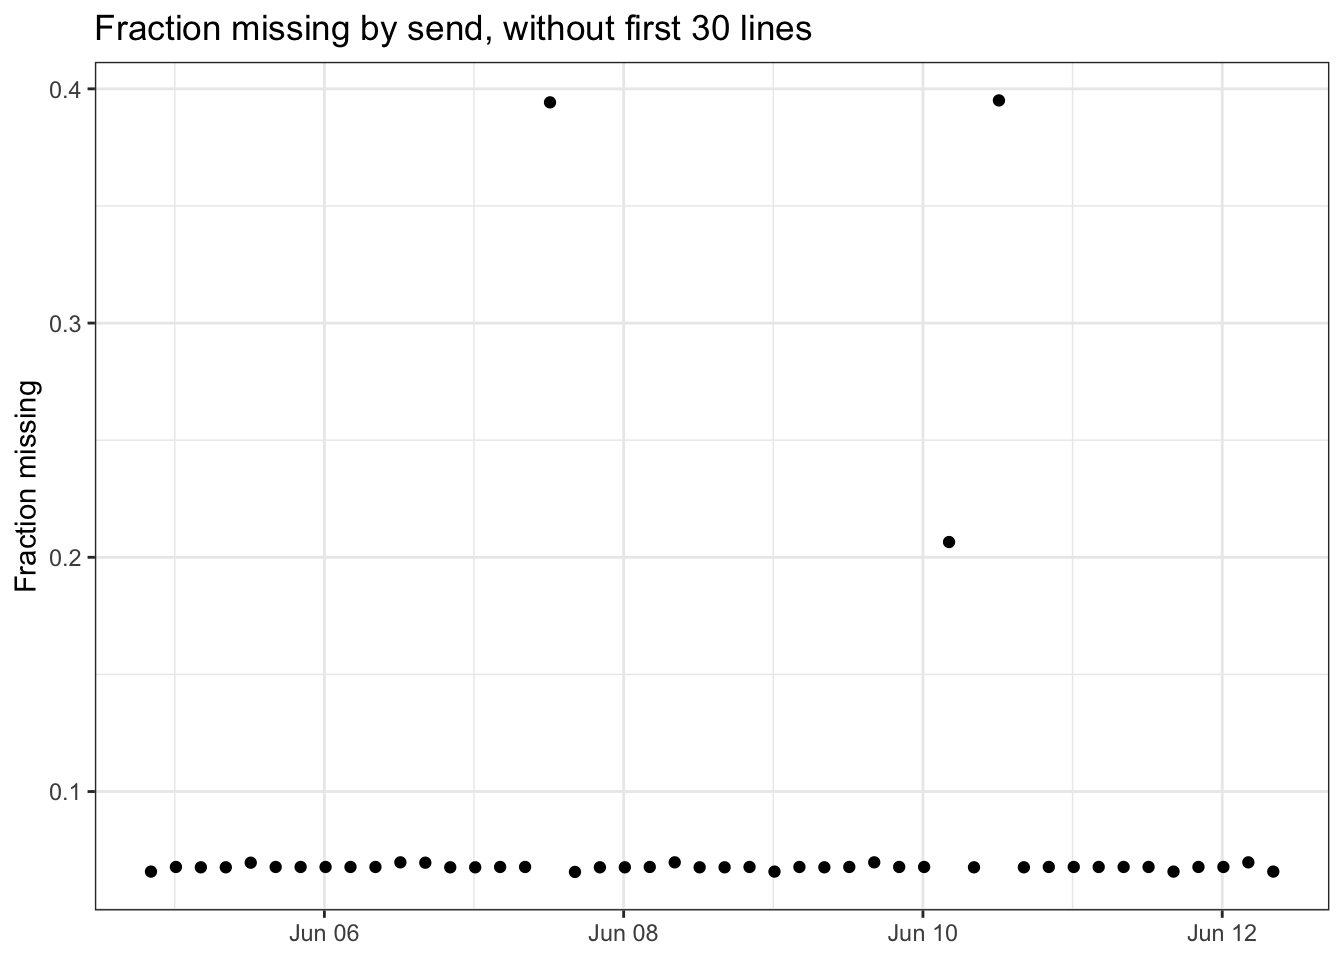 Fraction missing by send, without first 30 lines
0.4
0.3
0.2
0.1
Fraction missing
Jun 06
Jun 08
Jun 10
Jun 12